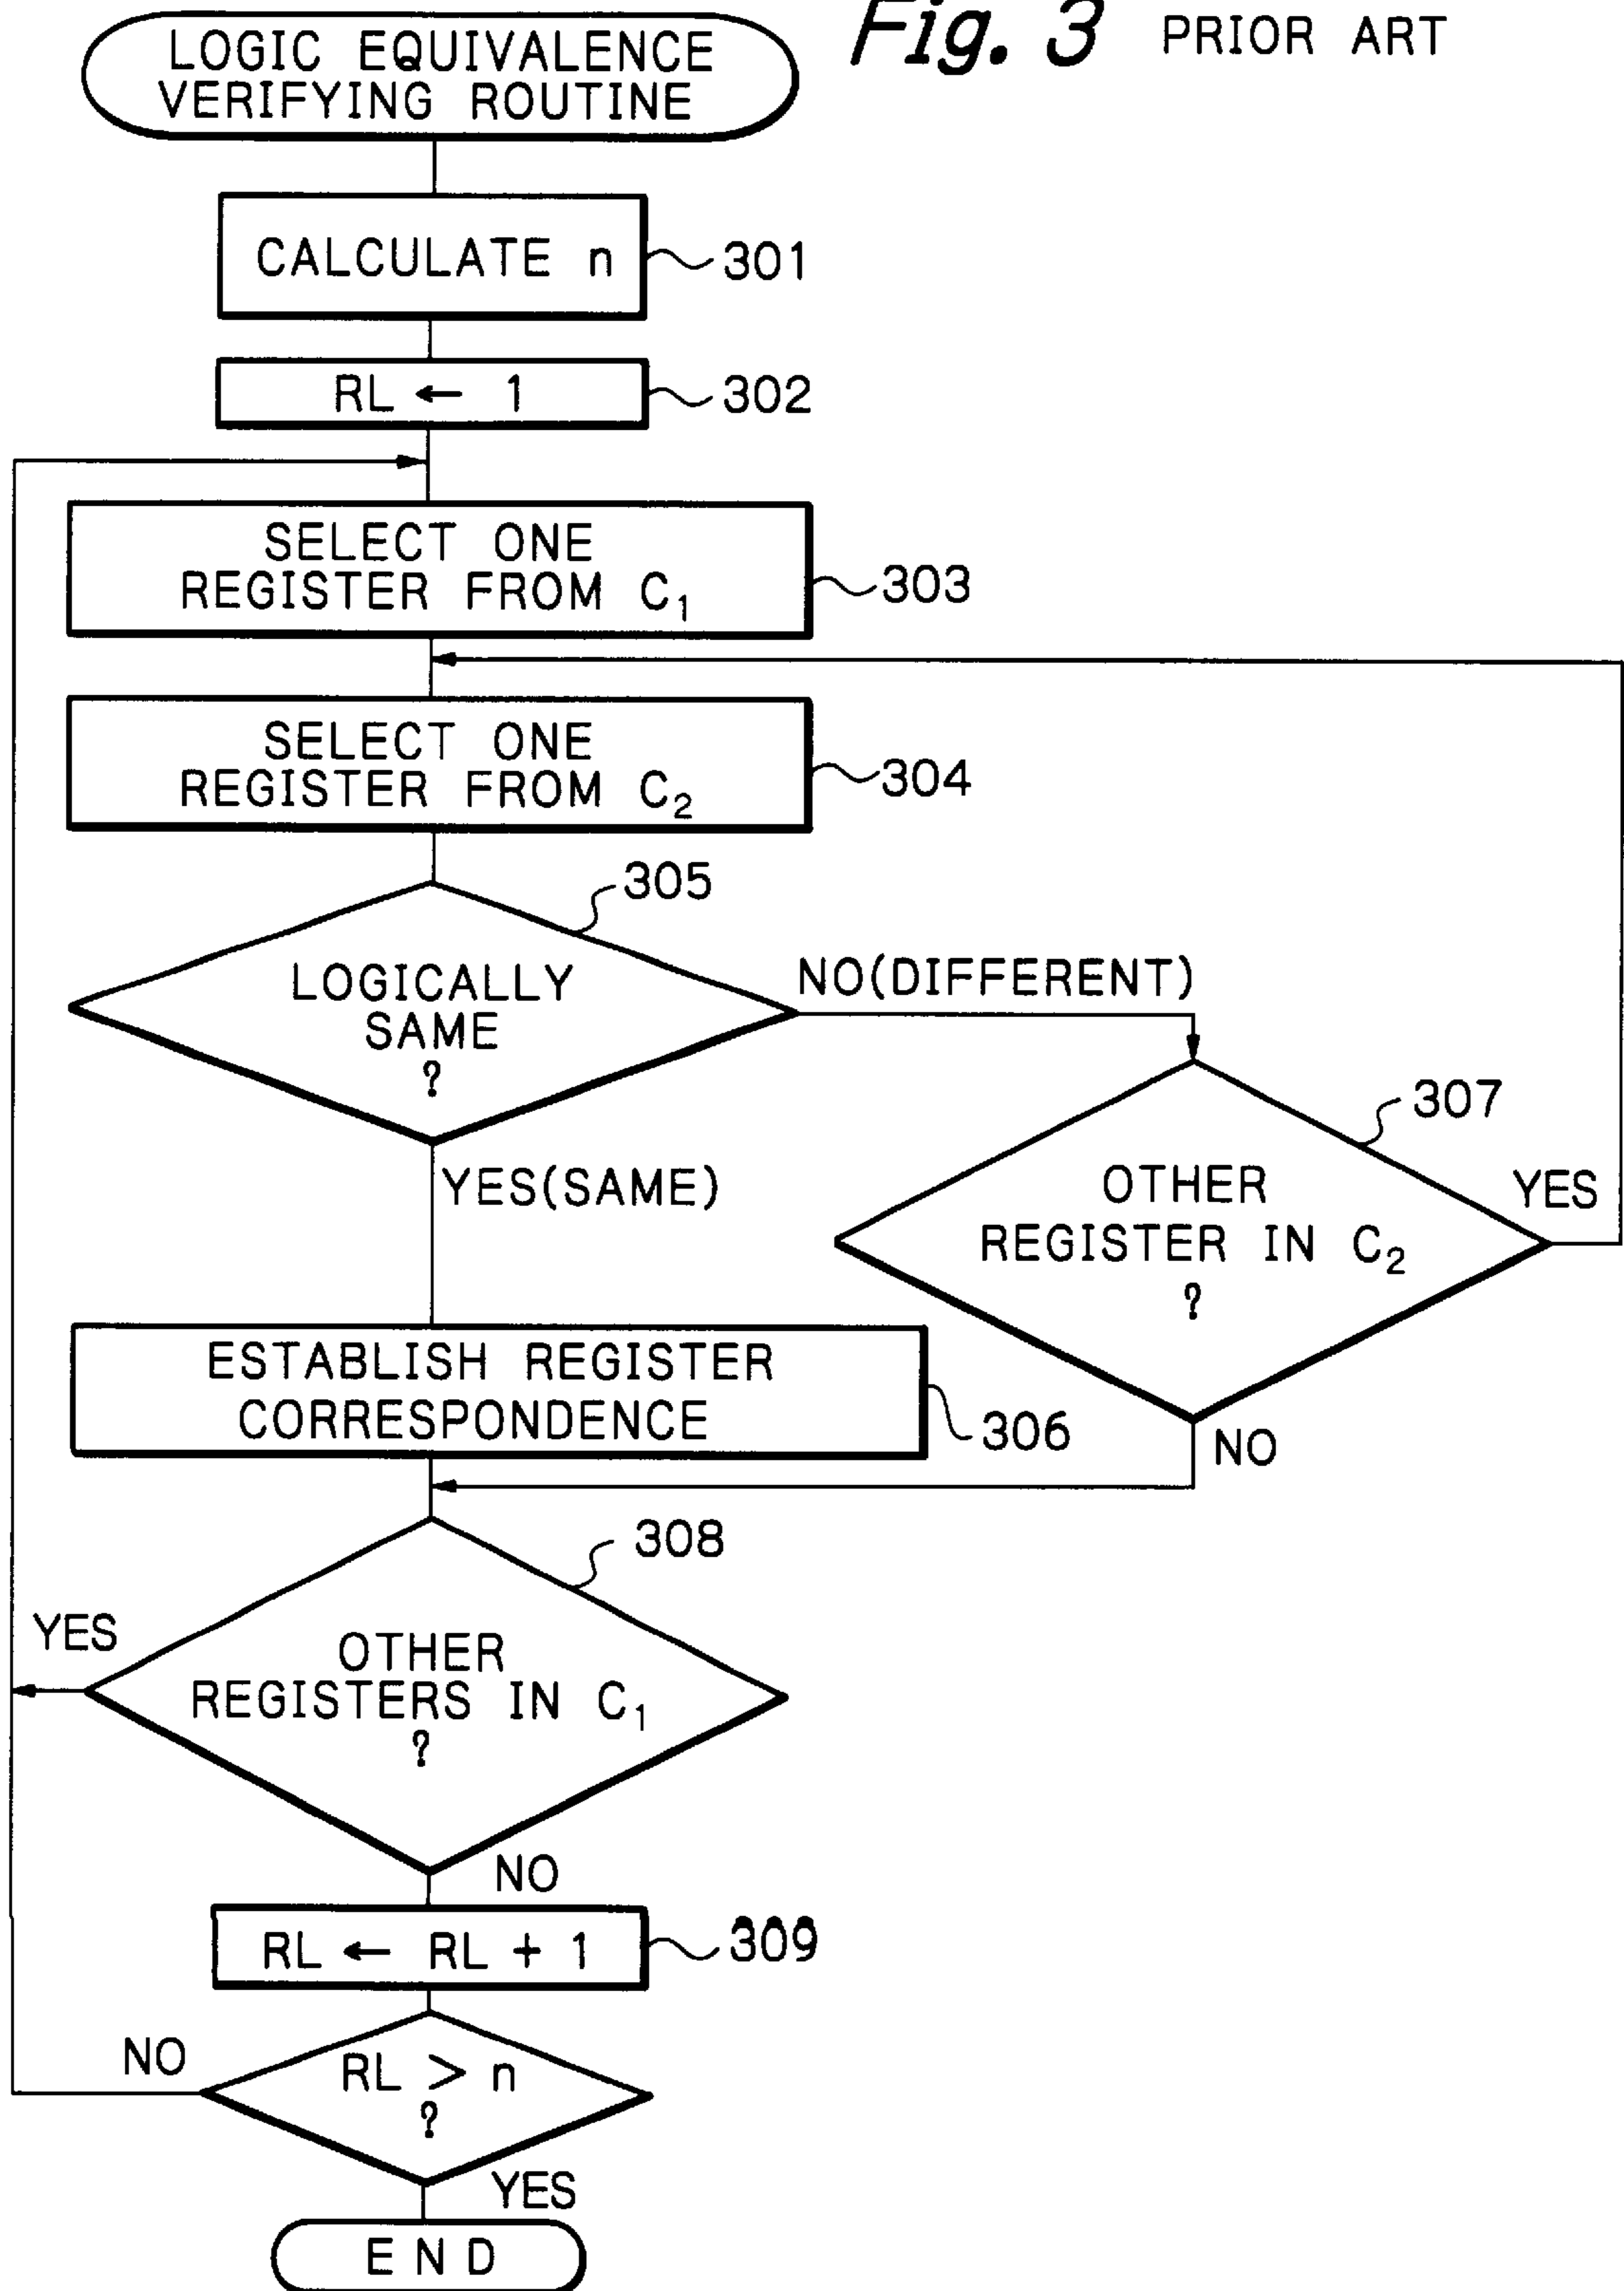 Fig. 3 PRIOR ART
LOGIC EQUIVALENCE
VERIFYING ROUTINE
CALCULATE n
301
RL ← 1
302
SELECT ONE
REGISTER FROM C₁
303
SELECT ONE
REGISTER FROM C₂
304
305
LOGICALLY
SAME
?
NO(DIFFERENT)
YES(SAME)
307
OTHER
REGISTER IN C₂
?
YES
NO
ESTABLISH REGISTER
CORRESPONDENCE
306
308
YES
OTHER
REGISTERS IN C₁
?
NO
RL ← RL + 1
309
NO
RL > n
?
YES
END